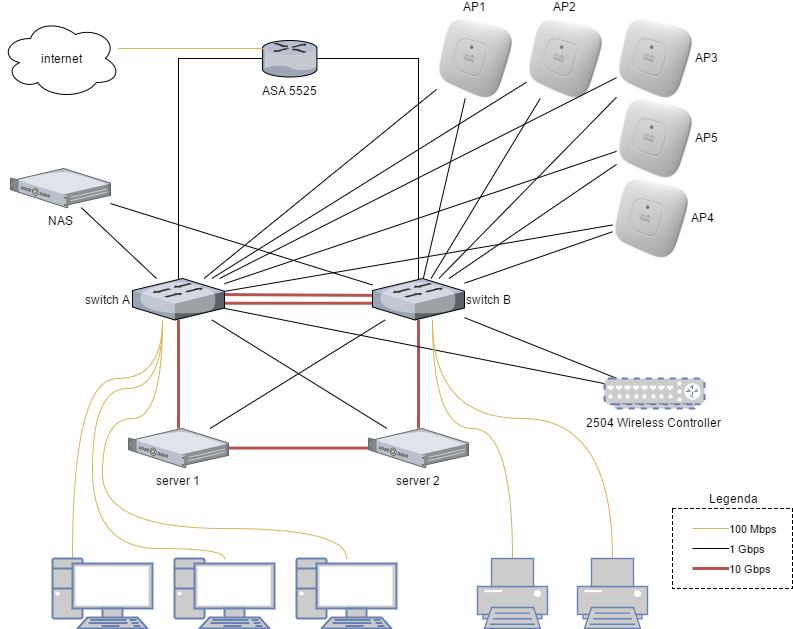 AP1
AP2
internet
AP3
ASA 5525
AP5
NAS
AP4
switch A
switch B
2504 Wireless Controller
server 1
server 2
Legenda
100 Mbps
1 Gbps
10 Gbps